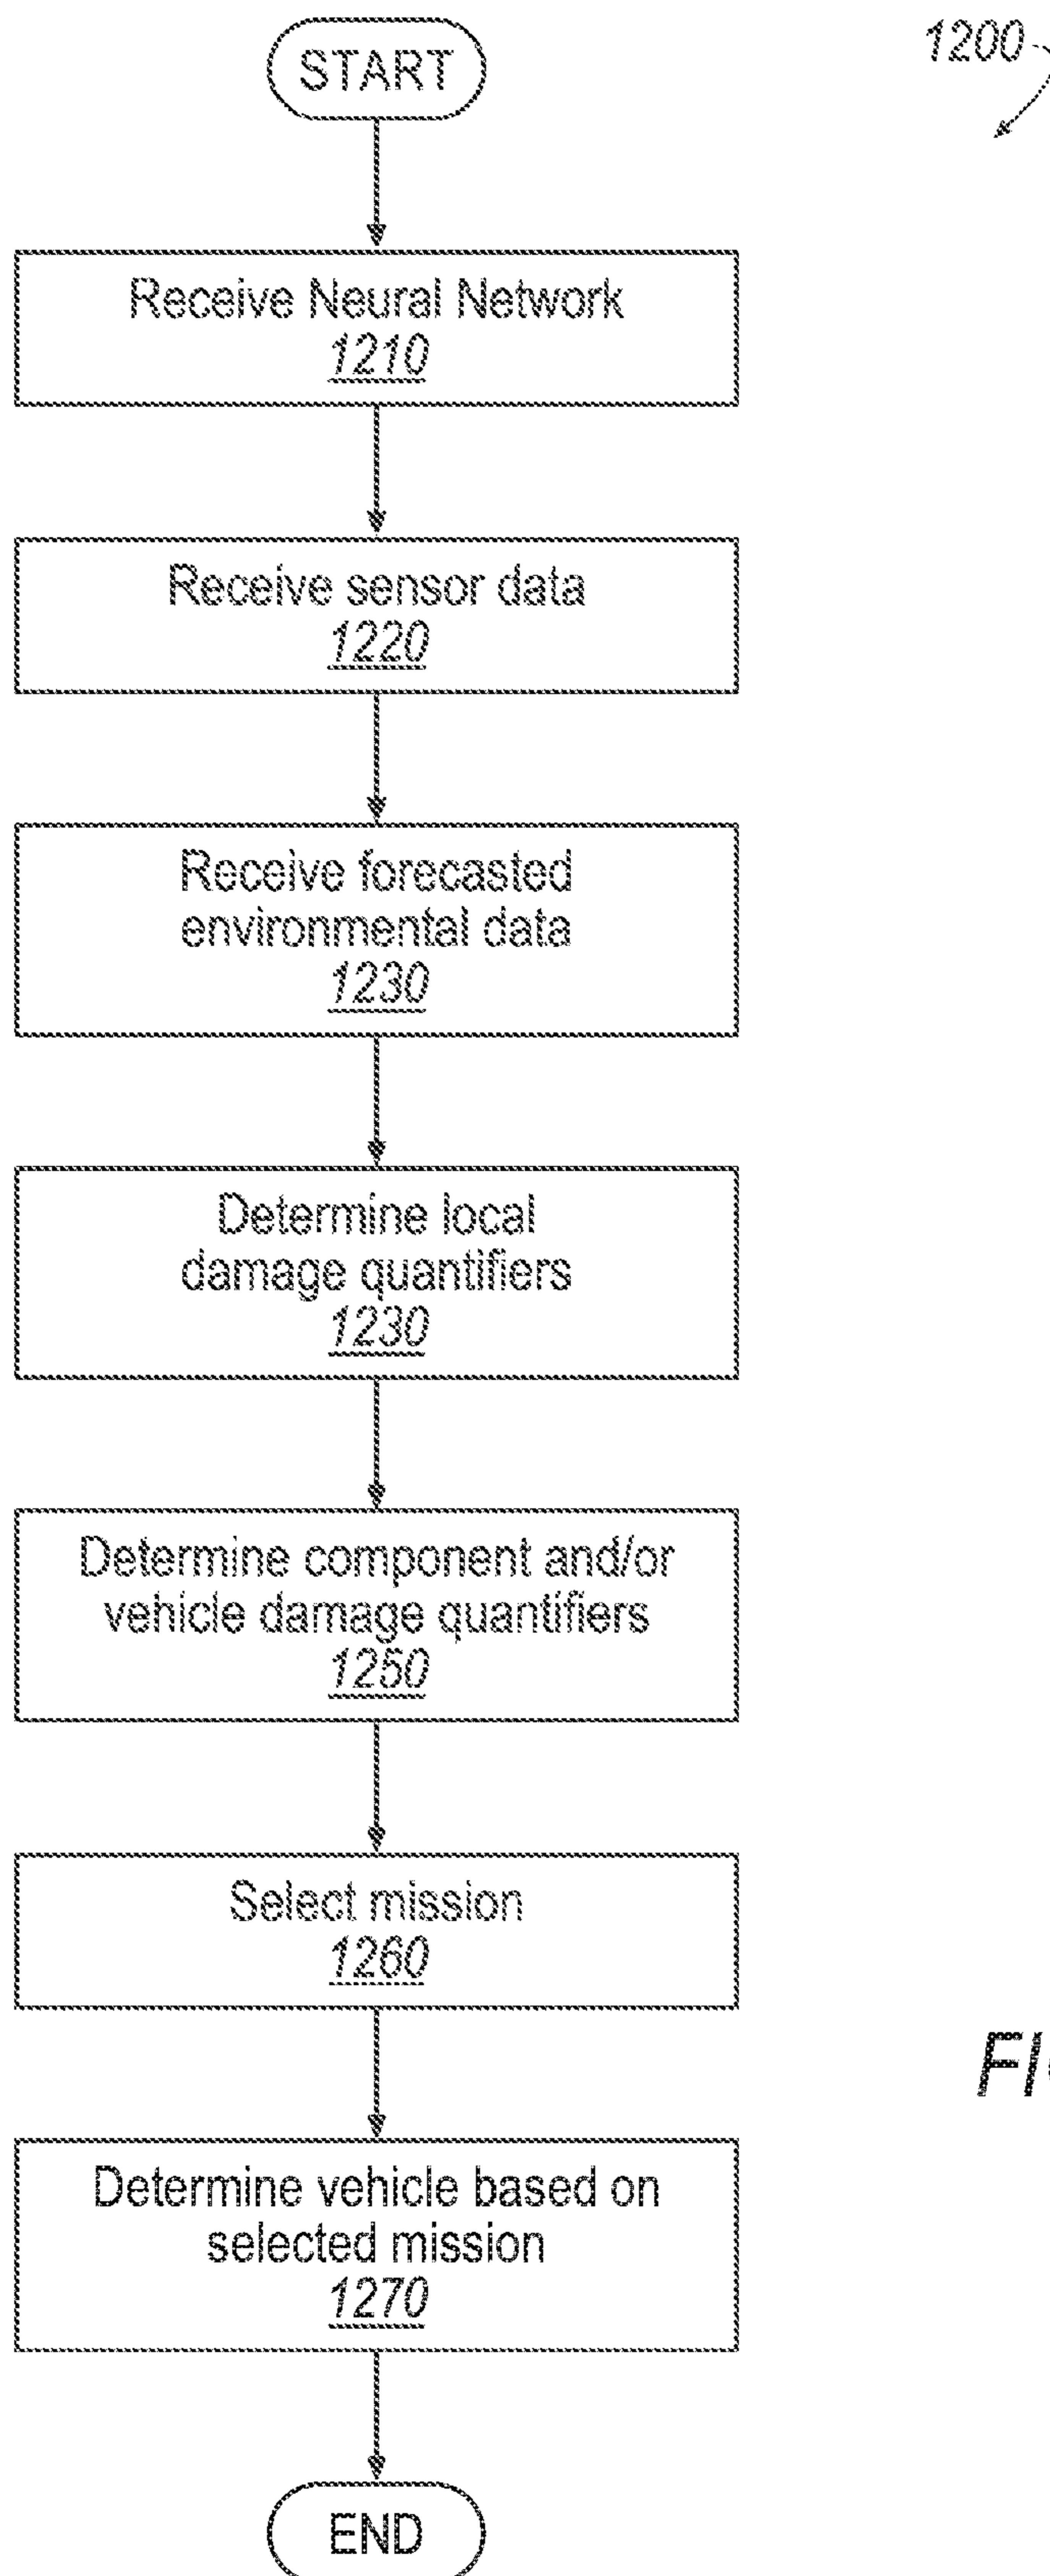 START
1200
Receive Neural Network
1210
Receive sensor data
1220
Receive forecasted
environmental data
1230
Determine local
damage quantifiers
1230
Determine component and/or
vehicle damage quantifiers
1250
Select mission
1260
Determine vehicle based on
selected mission
1270
END